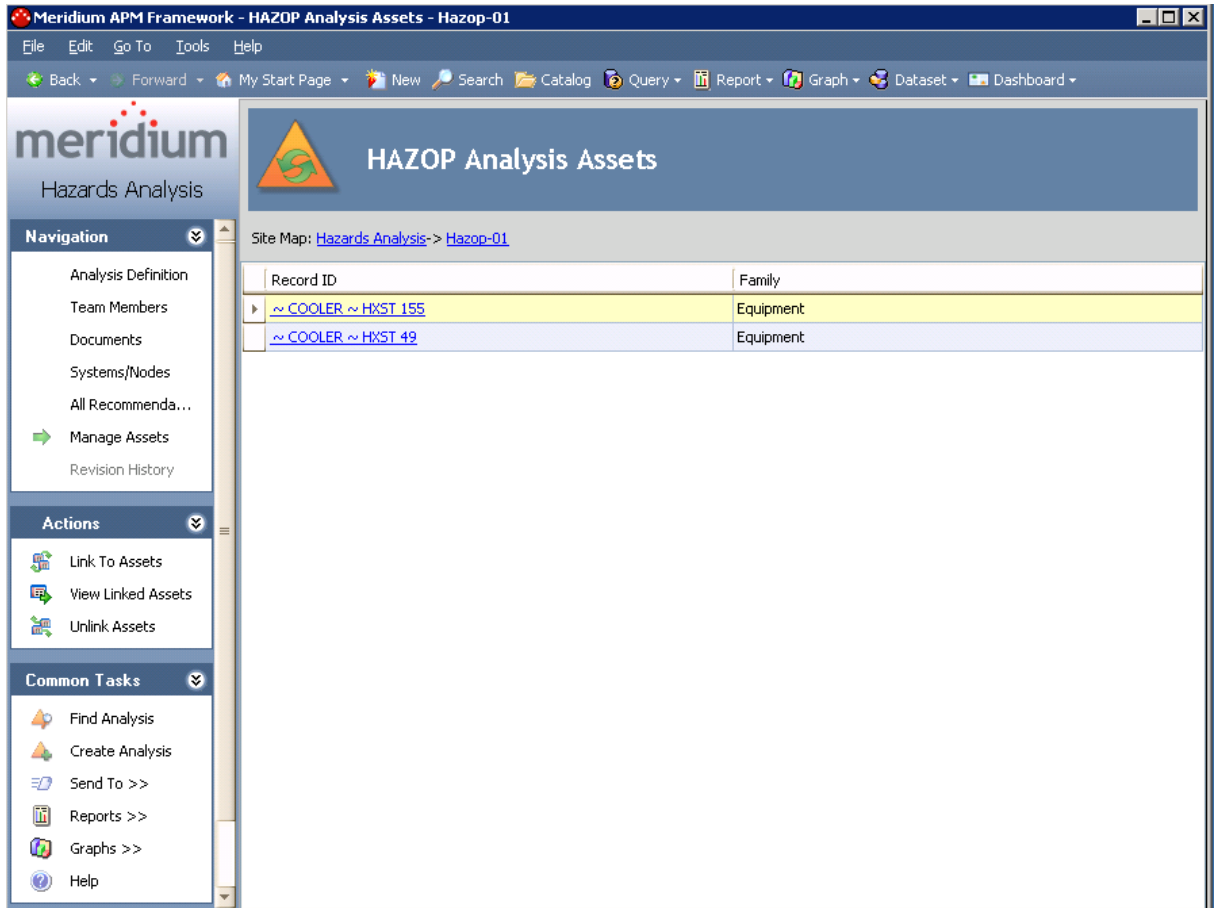 Meridium APM Framework - HAZOP Analysis Assets - Hazop-01
File Edit Go To Tools Help
Back Forward My Start Page New Search Catalog Query Report Graph Dataset Dashboard
meridium
Hazards Analysis
HAZOP Analysis Assets
Site Map: Hazards Analysis-> Hazop-01
Navigation
Analysis Definition
Team Members
Documents
Systems/Nodes
All Recommenda...
Manage Assets
Revision History
Actions
Link To Assets
View Linked Assets
Unlink Assets
Common Tasks
Find Analysis
Create Analysis
Send To >>
Reports >>
Graphs >>
Help
Record ID Family
~ COOLER ~ HXST 155 Equipment
~ COOLER ~ HXST 49 Equipment